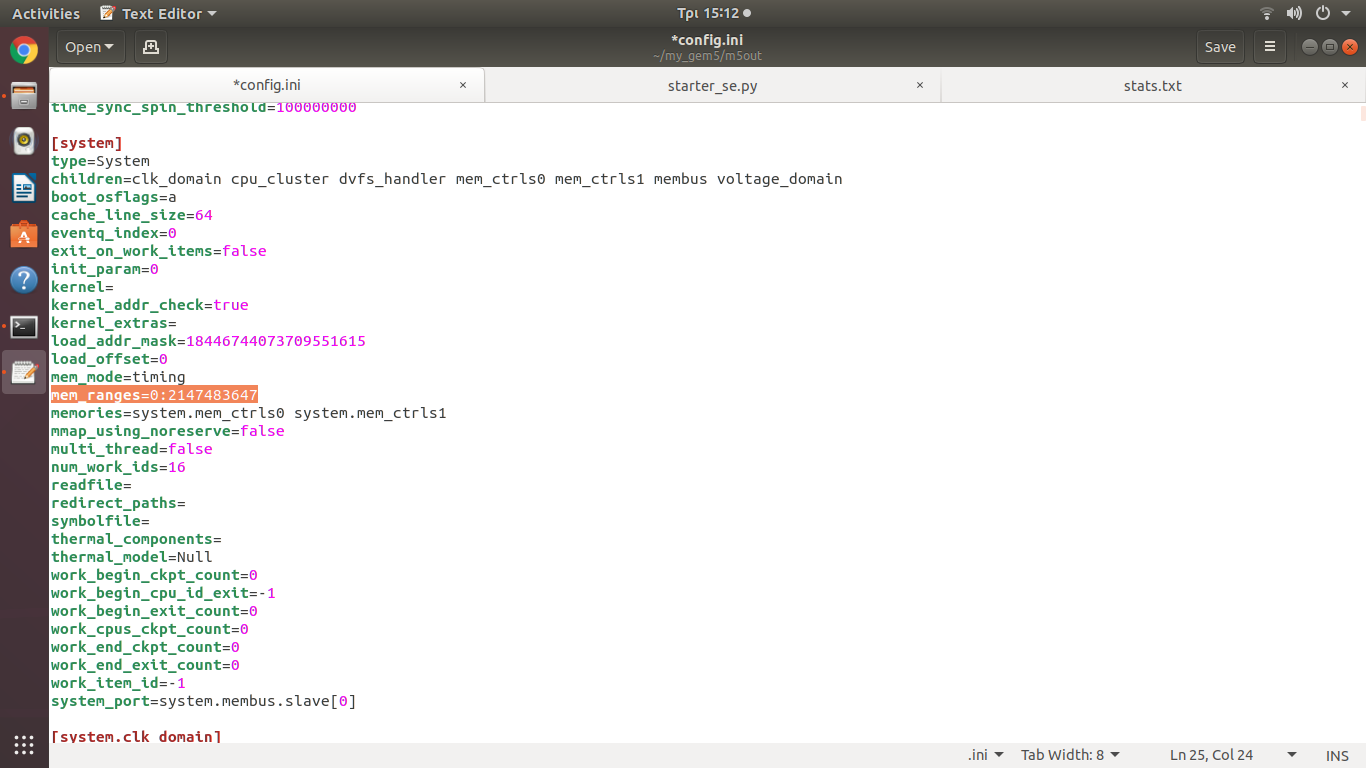 Activities Text Editor Τρι 15:12
Open *config.ini Save
~/my_gem5/m5out
*config.ini × starter_se.py × stats.txt ×
time_sync_spin_threshold=100000000
[system]
type=System
children=clk_domain cpu_cluster dvfs_handler mem_ctrls0 mem_ctrls1 membus voltage_domain
boot_osflags=a
cache_line_size=64
eventq_index=0
exit_on_work_items=false
init_param=0
kernel=
kernel_addr_check=true
kernel_extras=
load_addr_mask=18446744073709551615
load_offset=0
mem_mode=timing
mem_ranges=0:2147483647
memories=system.mem_ctrls0 system.mem_ctrls1
mmap_using_noreserve=false
multi_thread=false
num_work_ids=16
readfile=
redirect_paths=
symbolfile=
thermal_components=
thermal_model=Null
work_begin_ckpt_count=0
work_begin_cpu_id_exit=-1
work_begin_exit_count=0
work_cpus_ckpt_count=0
work_end_ckpt_count=0
work_end_exit_count=0
work_item_id=-1
system_port=system.membus.slave[0]
[system.clk_domain]
.ini Tab Width: 8 Ln 25, Col 24 INS